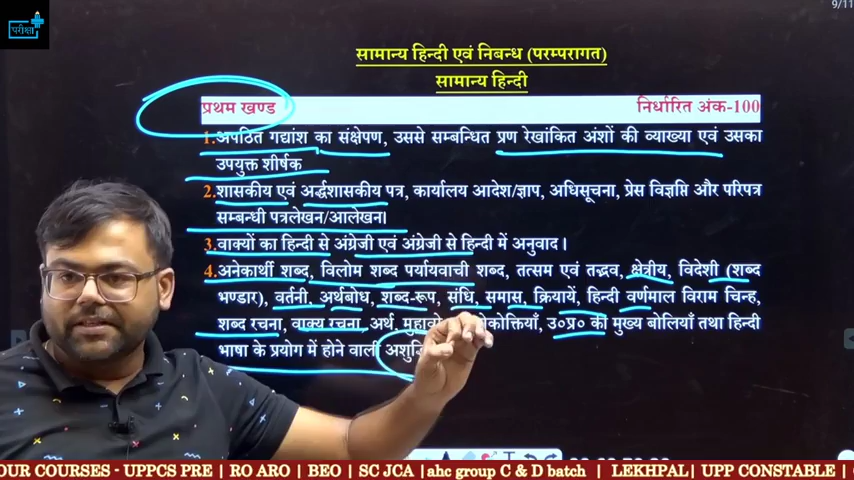 9/11
परीक्षा
सामान्य हिन्दी एवं निबन्ध (परम्परागत)
सामान्य हिन्दी
प्रथम खण्ड निर्धारित अंक-100
1.अपठित गद्यांश का संक्षेपण, उससे सम्बन्धित प्रण रेखांकित अंशों की व्याख्या एवं उसका
उपयुक्त शीर्षक
2.शासकीय एवं अर्द्धशासकीय पत्र, कार्यालय आदेश/ज्ञाप, अधिसूचना, प्रेस विज्ञप्ति और परिपत्र
सम्बन्धी पत्रलेखन/आलेखन।
3.वाक्यों का हिन्दी से अंग्रेजी एवं अंग्रेजी से हिन्दी में अनुवाद।
4.अनेकार्थी शब्द, विलोम शब्द पर्यायवाची शब्द, तत्सम एवं तद्भव, क्षेत्रीय, विदेशी (शब्द
भण्डार), वर्तनी, अर्थबोध, शब्द-रूप, संधि, समास, क्रियायें, हिन्दी वर्णमाल विराम चिन्ह,
शब्द रचना, वाक्य रचना, अर्थ, उ०प्र० की मुख्य बोलियाँ तथा हिन्दी
भाषा के प्रयोग में होने वाली
OUR COURSES - UPPCS PRE | RO ARO | BEO | SC JCA |ahc group C & D batch | LEKHPAL| UPP CONSTABLE |